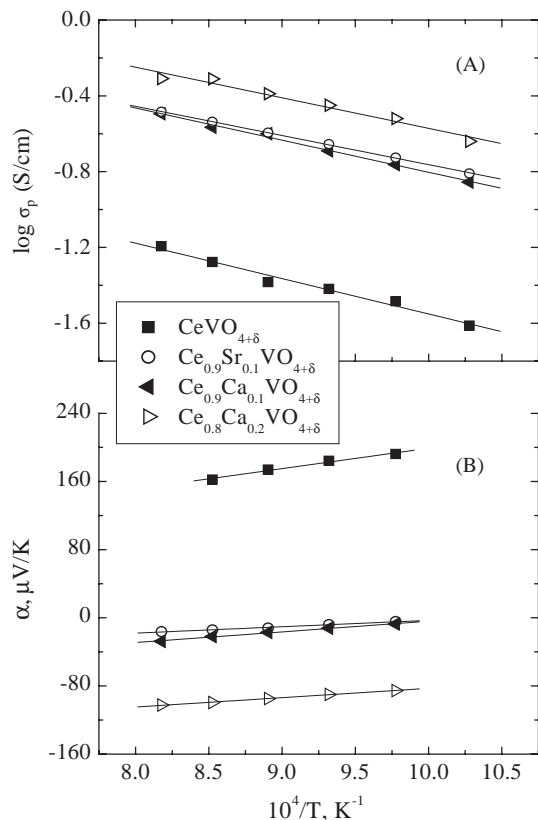 0.0
-0.4
-0.8
-1.2
-1.6
log σₚ (S/cm)
(A)
CeVO₄₊δ
Ce₀.₉Sr₀.₁VO₄₊δ
Ce₀.₉Ca₀.₁VO₄₊δ
Ce₀.₈Ca₀.₂VO₄₊δ
240
160
80
0
-80
-160
α, μV/K
(B)
8.0 8.5 9.0 9.5 10.0 10.5
10⁴/T, K⁻¹